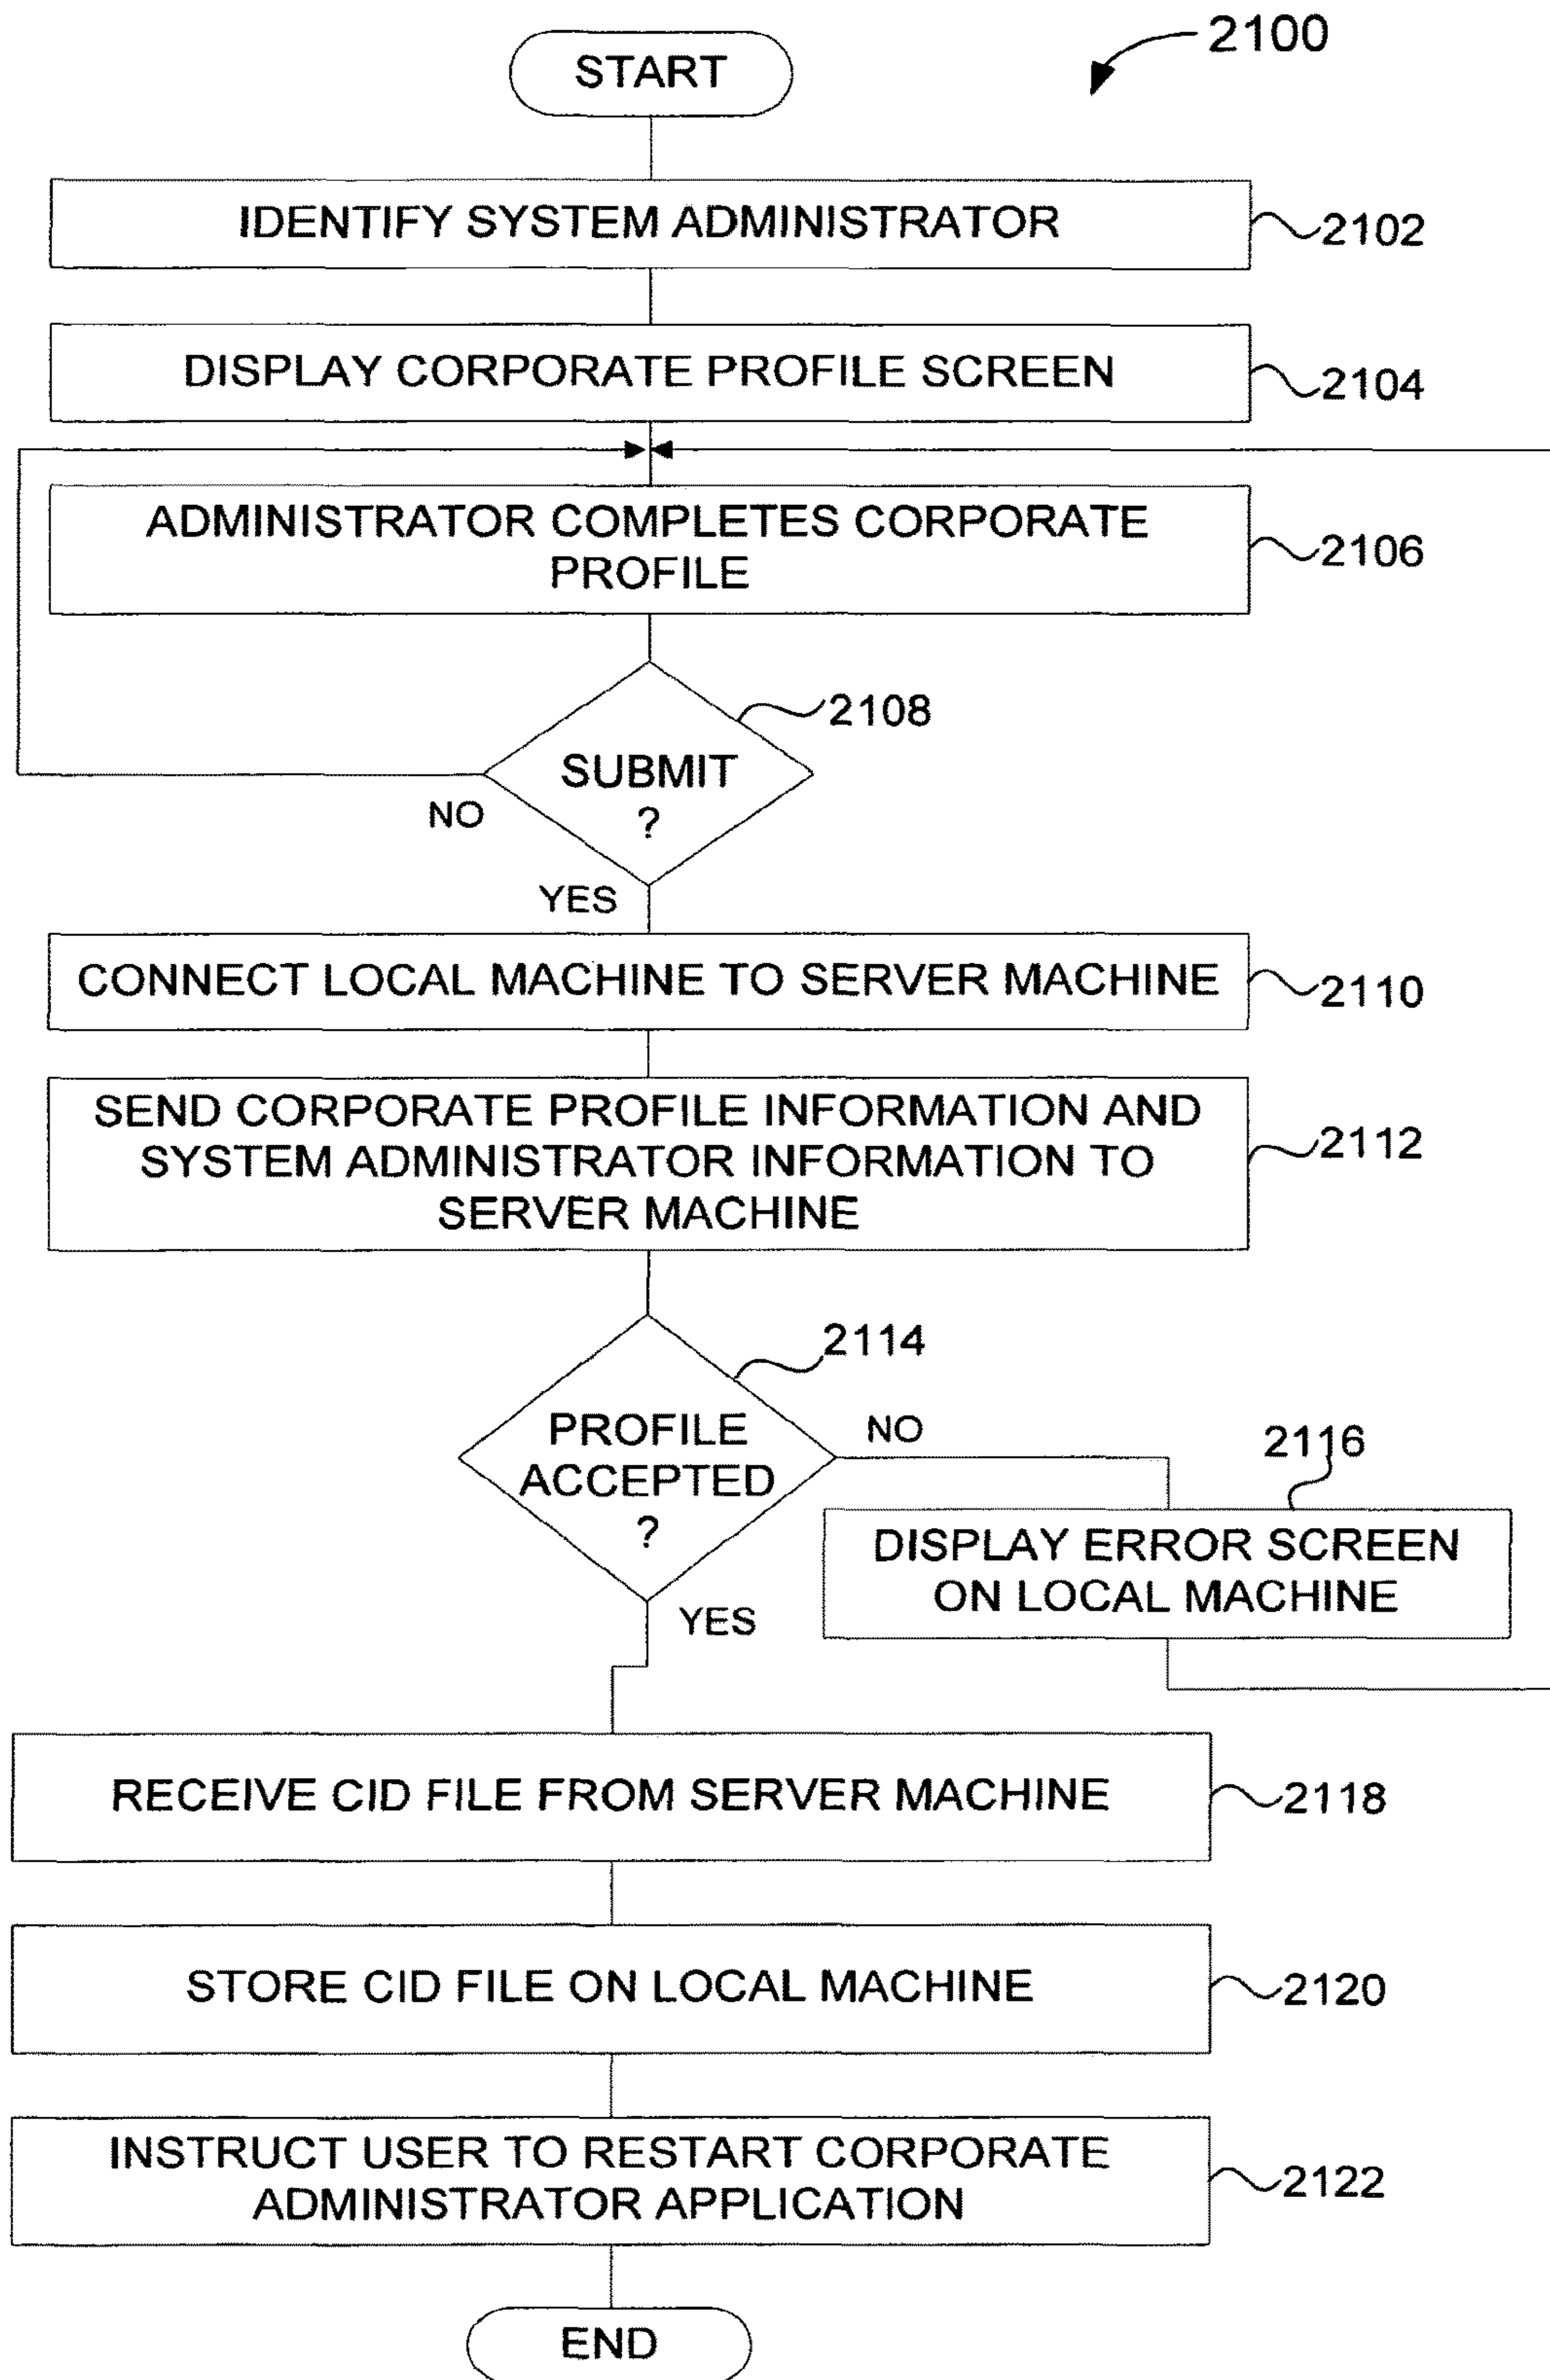 2100
START
IDENTIFY SYSTEM ADMINISTRATOR
2102
DISPLAY CORPORATE PROFILE SCREEN
2104
ADMINISTRATOR COMPLETES CORPORATE
PROFILE
2106
2108
SUBMIT
?
NO
YES
CONNECT LOCAL MACHINE TO SERVER MACHINE
2110
SEND CORPORATE PROFILE INFORMATION AND
SYSTEM ADMINISTRATOR INFORMATION TO
SERVER MACHINE
2112
2114
PROFILE
ACCEPTED
?
NO
2116
DISPLAY ERROR SCREEN
ON LOCAL MACHINE
YES
RECEIVE CID FILE FROM SERVER MACHINE
2118
STORE CID FILE ON LOCAL MACHINE
2120
INSTRUCT USER TO RESTART CORPORATE
ADMINISTRATOR APPLICATION
2122
END